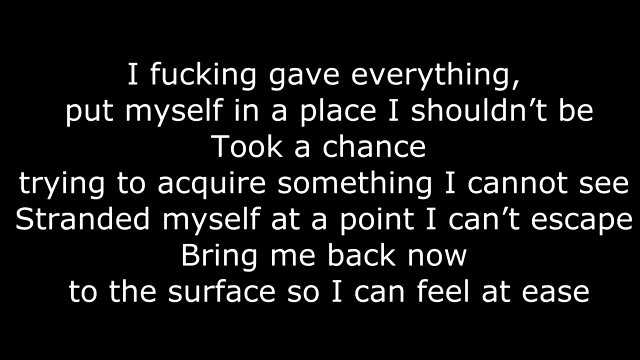 I fucking gave everything,
put myself in a place I shouldn’t be
Took a chance
trying to acquire something I cannot see
Stranded myself at a point I can’t escape
Bring me back now
to the surface so I can feel at ease